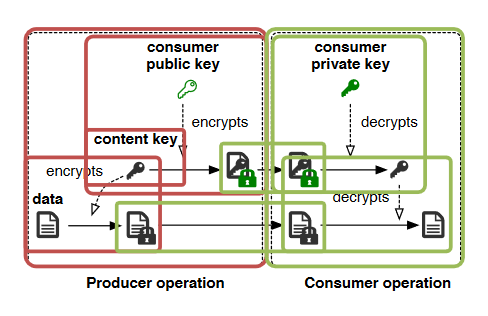 consumer
public key
consumer
private key
encrypts
decrypts
content key
encrypts
decrypts
data
Producer operation
Consumer operation